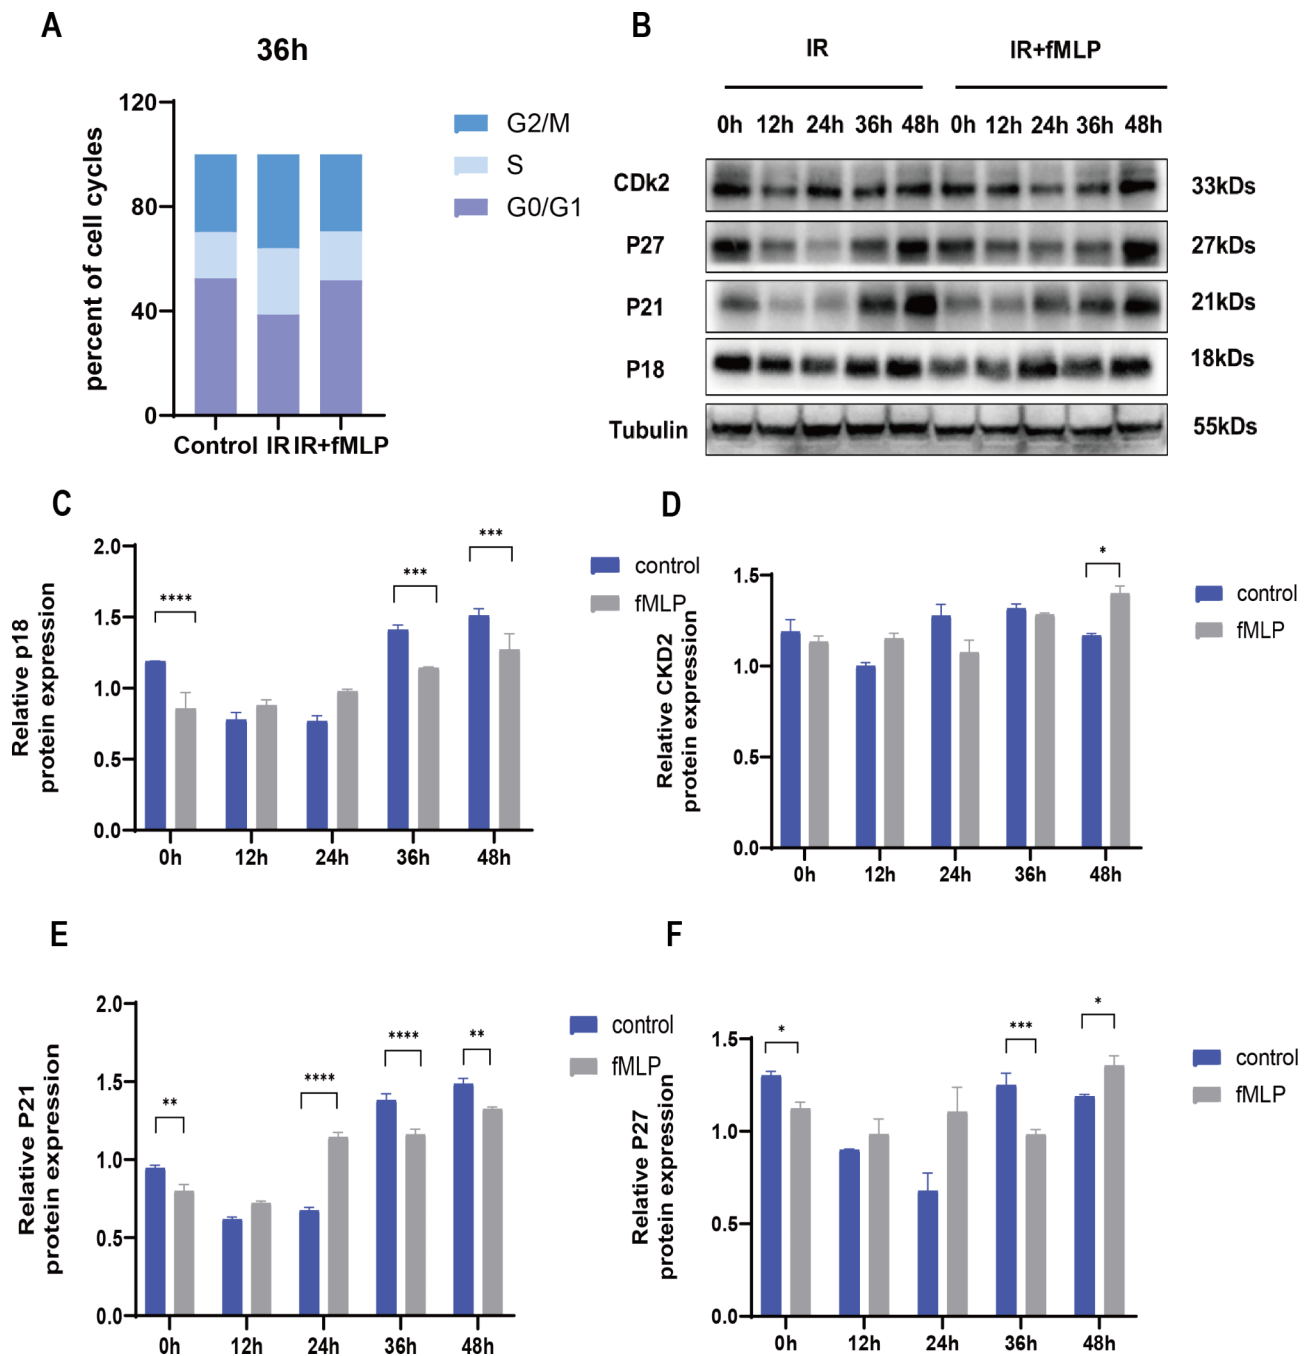 A
36h
120
80
40
0
percent of cell cycles
Control IR IR+fMLP
G2/M
S
G0/G1
B
IR
IR+fMLP
0h 12h 24h 36h 48h 0h 12h 24h 36h 48h
CDk2
33kDs
P27
27kDs
P21
21kDs
P18
18kDs
Tubulin
55kDs
C
Relative p18
protein expression
2.0
1.5
1.0
0.5
0.0
****
***
***
0h 12h 24h 36h 48h
control
fMLP
D
Relative CKD2
protein expression
1.5
1.0
0.5
0.0
*
0h 12h 24h 36h 48h
control
fMLP
E
Relative P21
protein expression
2.0
1.5
1.0
0.5
0.0
**
****
****
**
0h 12h 24h 36h 48h
control
fMLP
F
Relative P27
protein expression
1.5
1.0
0.5
0.0
*
***
*
0h 12h 24h 36h 48h
control
fMLP